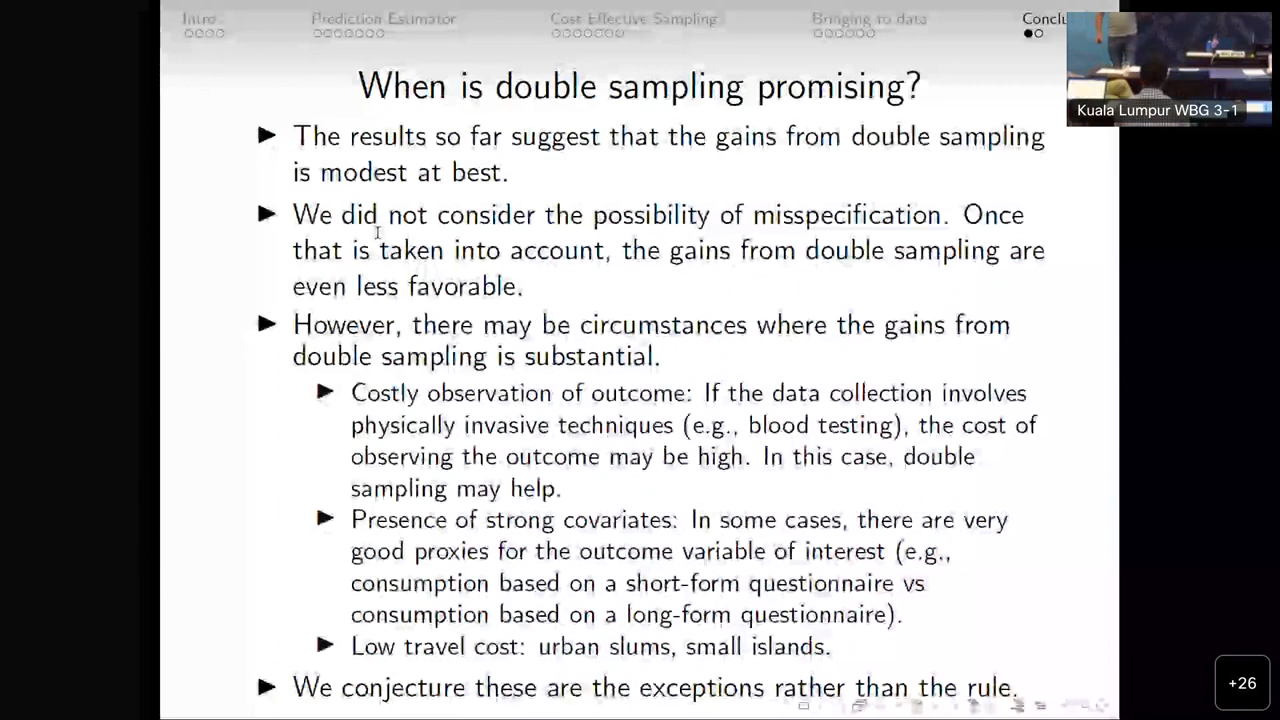 Intro
Prediction Estimator
Cost Effective Sampling
Bringing to data
Conclu
Kuala Lumpur WBG 3-1
When is double sampling promising?
The results so far suggest that the gains from double sampling
is modest at best.
We did not consider the possibility of misspecification. Once
that is taken into account, the gains from double sampling are
even less favorable.
However, there may be circumstances where the gains from
double sampling is substantial.
Costly observation of outcome: If the data collection involves
physically invasive techniques (e.g., blood testing), the cost of
observing the outcome may be high. In this case, double
sampling may help.
Presence of strong covariates: In some cases, there are very
good proxies for the outcome variable of interest (e.g.,
consumption based on a short-form questionnaire vs
consumption based on a long-form questionnaire).
Low travel cost: urban slums, small islands.
We conjecture these are the exceptions rather than the rule.
+26